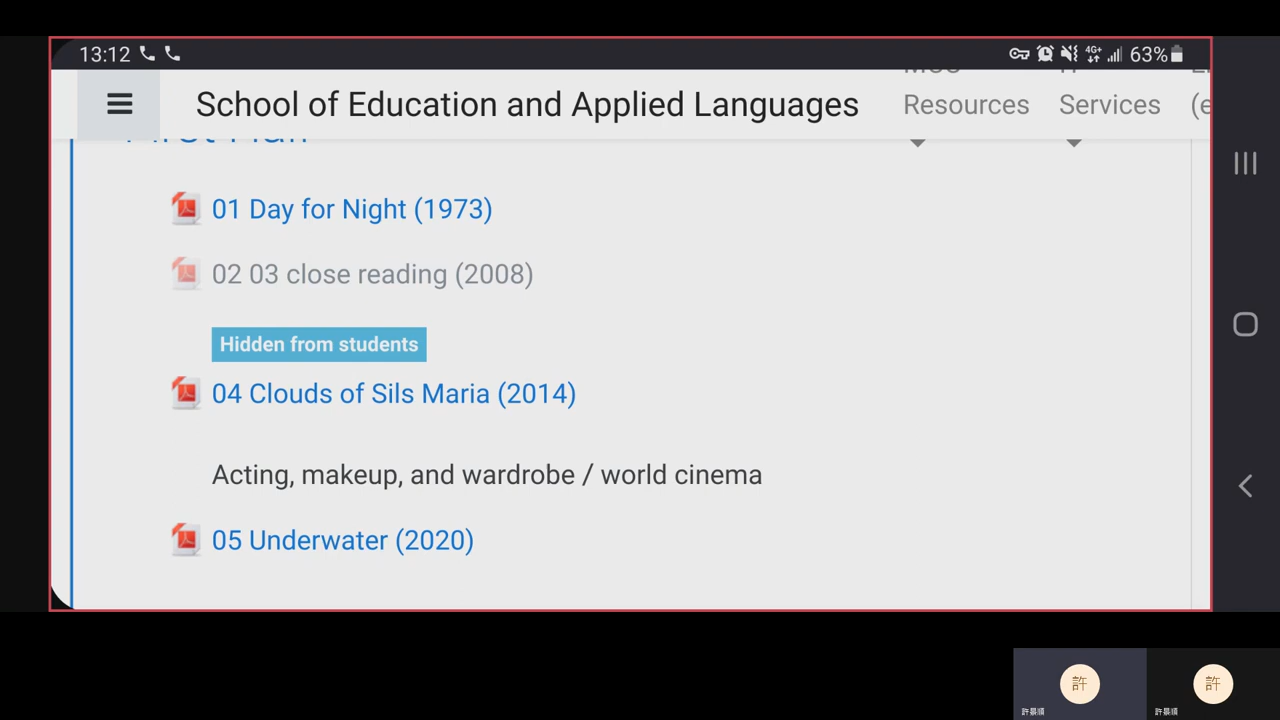 13:12
63%
School of Education and Applied Languages
Resources
Services
First Plan
01 Day for Night (1973)
02 03 close reading (2008)
Hidden from students
04 Clouds of Sils Maria (2014)
Acting, makeup, and wardrobe / world cinema
05 Underwater (2020)
許
許